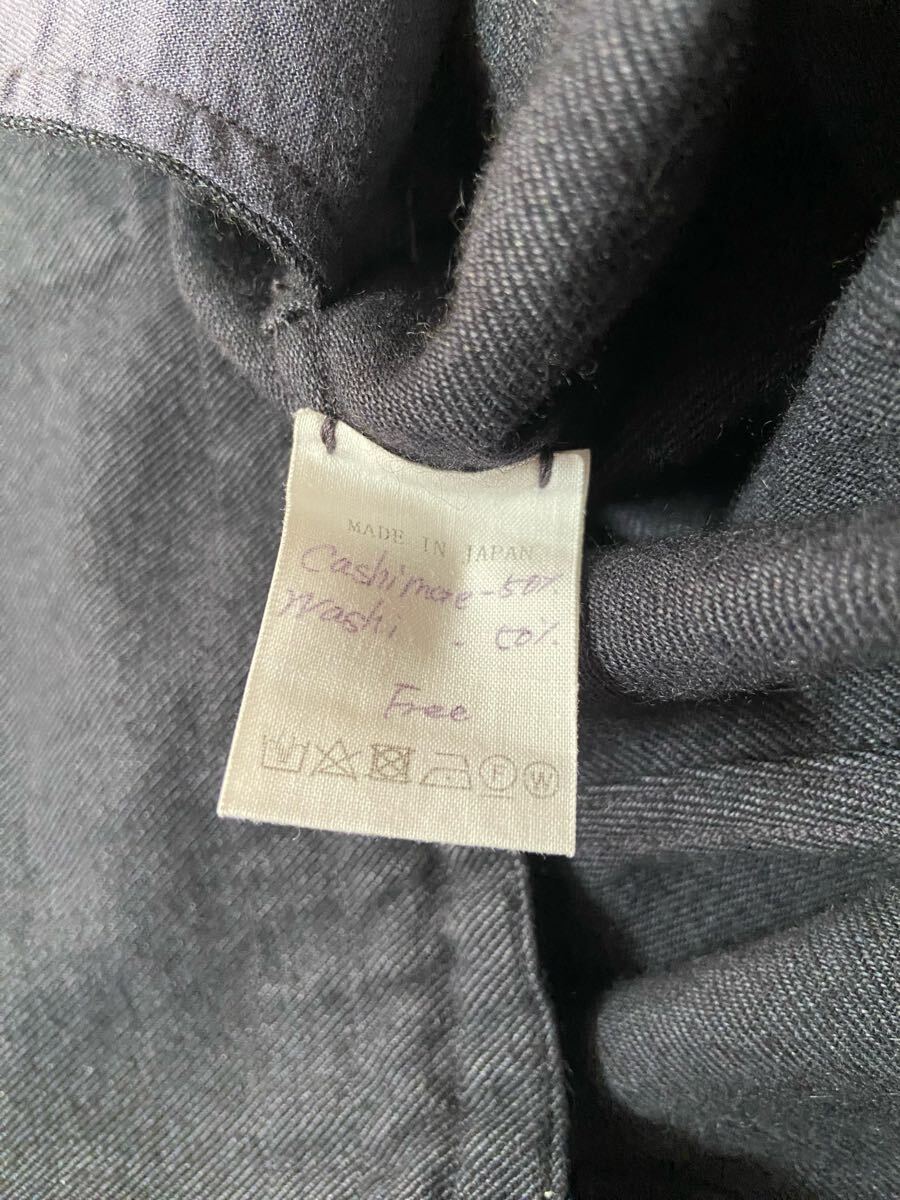 MADE IN JAPAN
Cashimere - 50%
Washi - 50%
Free
F W